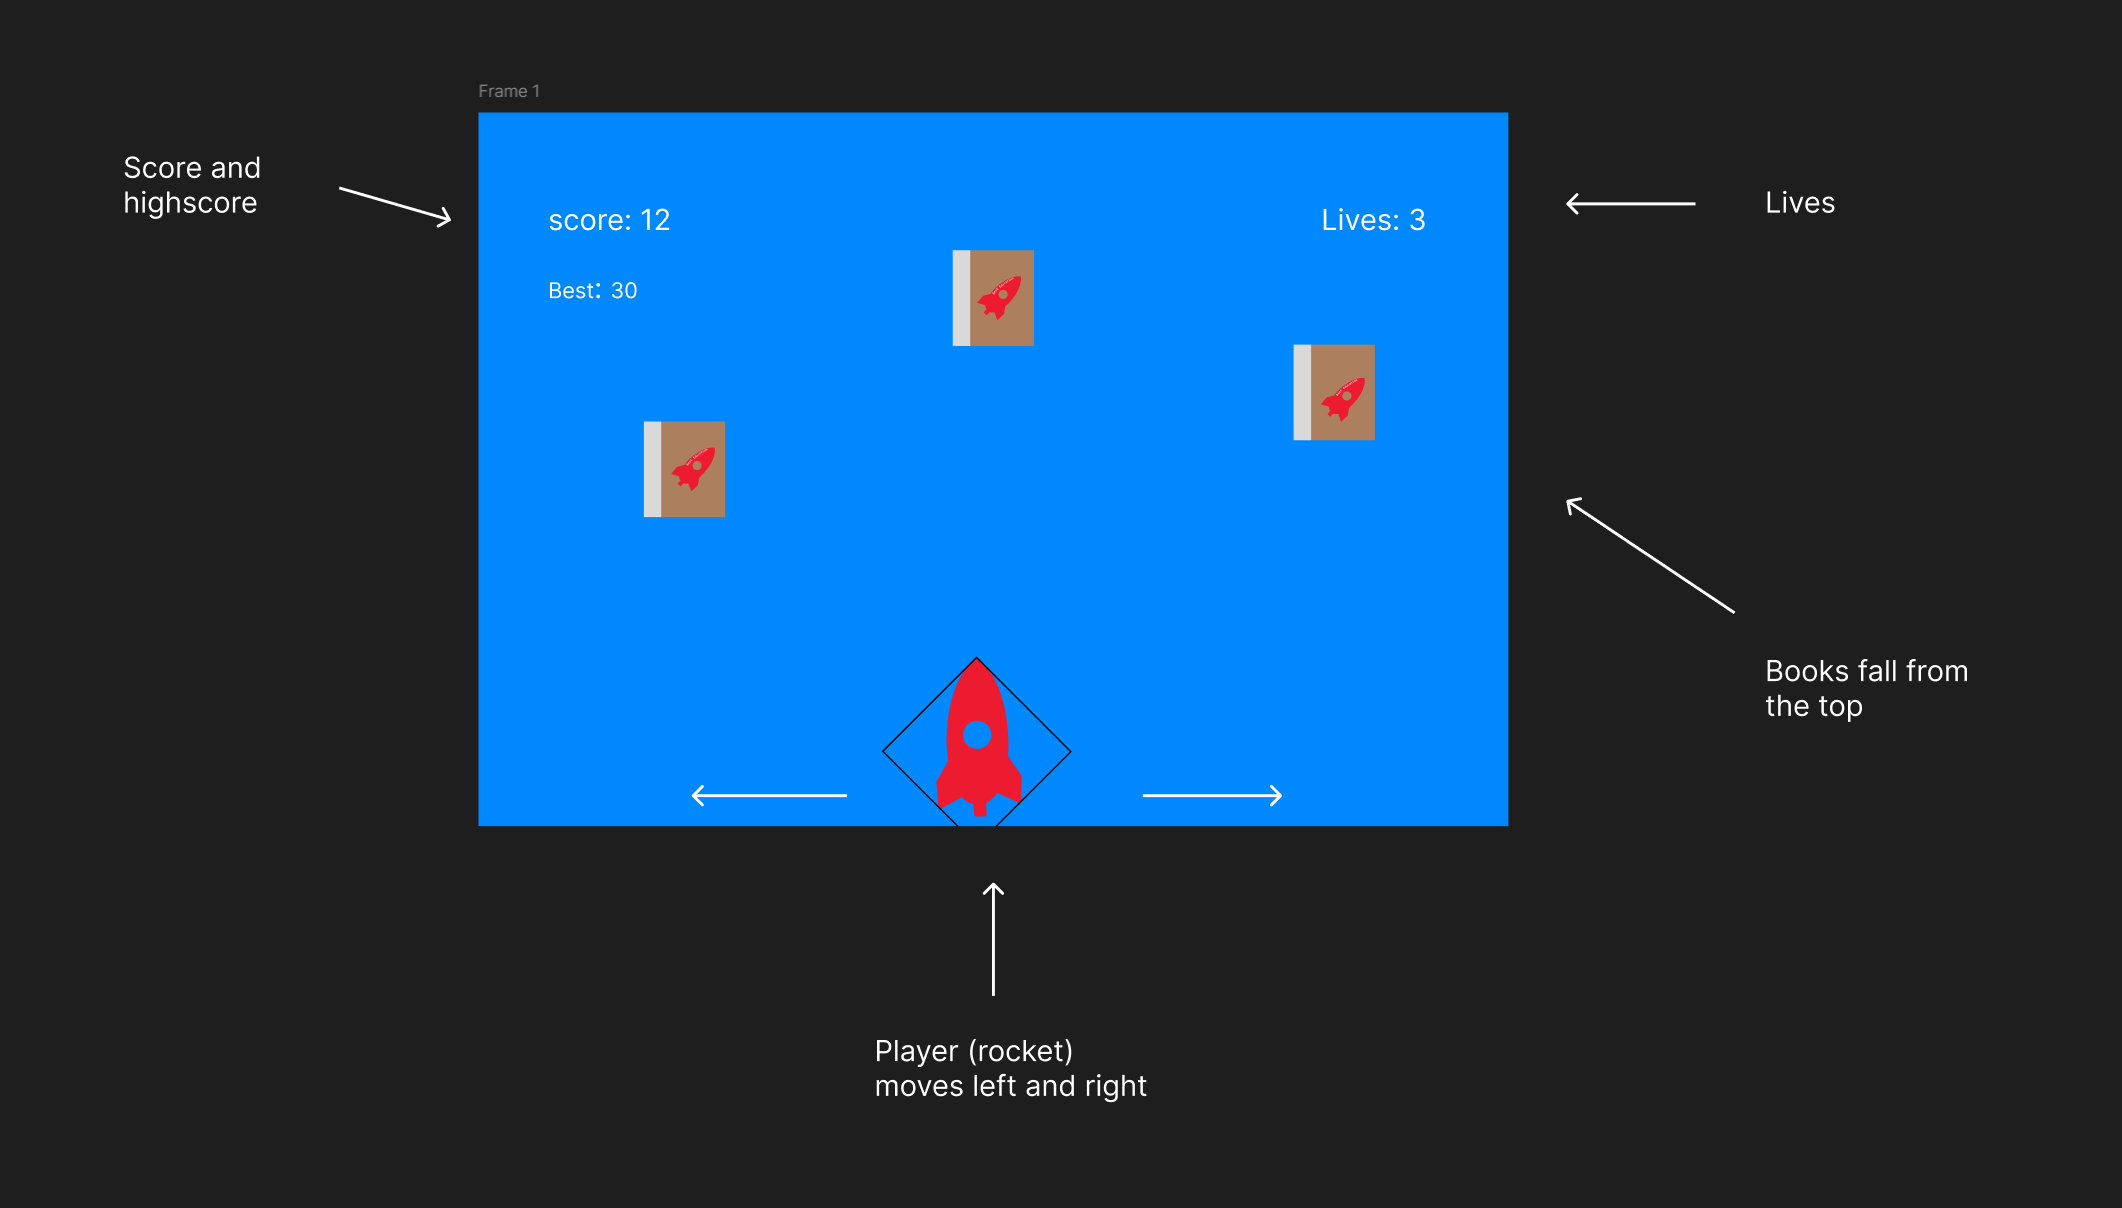 Frame 1
Score and
highscore
score: 12
Best: 30
Lives: 3
Lives
Books fall from
the top
Player (rocket)
moves left and right